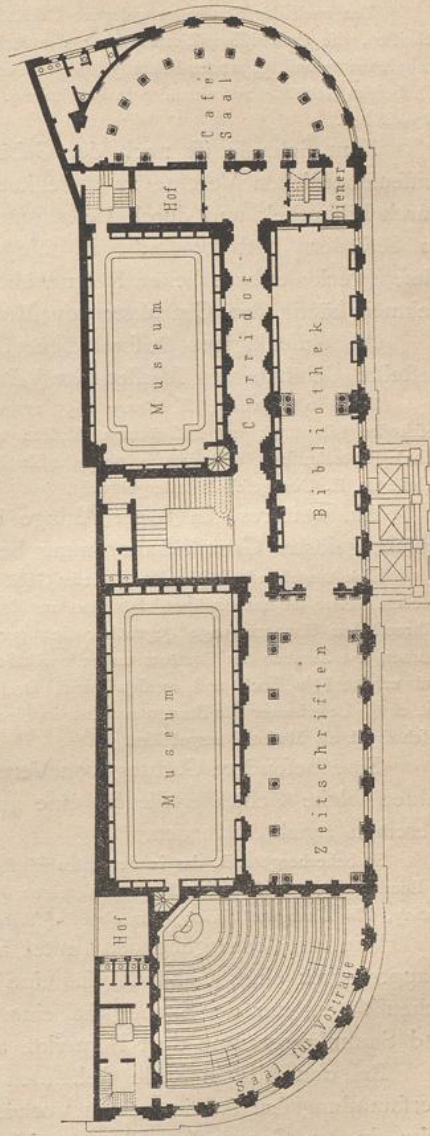 Café-
Saal
Hof
Diener
Museum
Corridor
Bibliothek
Museum
Zeitschriften
Hof
Saal für Vorträge